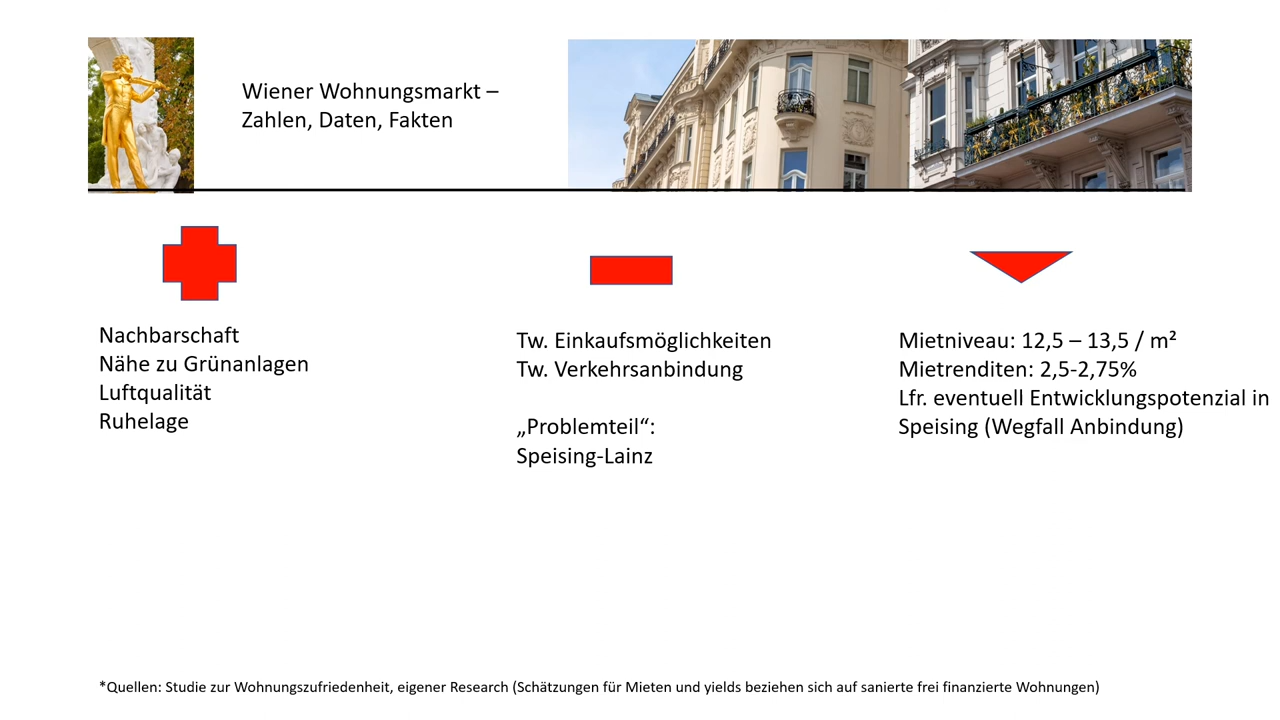 Wiener Wohnungsmarkt –
Zahlen, Daten, Fakten
Nachbarschaft
Nähe zu Grünanlagen
Luftqualität
Ruhelage
Tw. Einkaufsmöglichkeiten
Tw. Verkehrsanbindung
„Problemteil“:
Speising-Lainz
Mietniveau: 12,5 – 13,5 / m²
Mietrenditen: 2,5-2,75%
Lfr. eventuell Entwicklungspotenzial in
Speising (Wegfall Anbindung)
*Quellen: Studie zur Wohnungszufriedenheit, eigener Research (Schätzungen für Mieten und yields beziehen sich auf sanierte frei finanzierte Wohnungen)